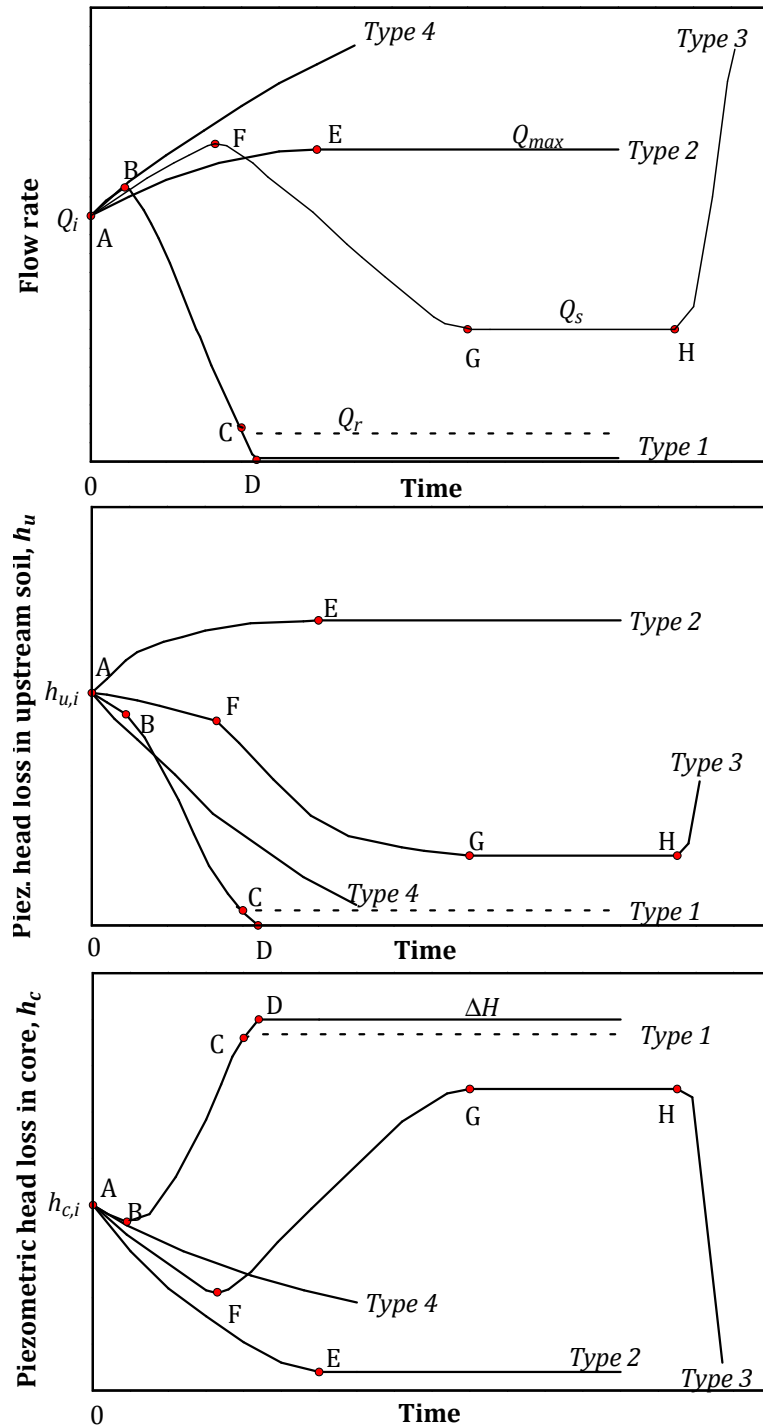 Type 4
Type 3
F
E
Q_max
Type 2
B
Q_i
A
Flow rate
Q_s
G
H
C
Q_r
Type 1
0
D
Time
Piez. head loss in upstream soil, h_u
E
Type 2
A
h_u,i
B
F
Type 3
G
H
C
Type 4
Type 1
0
D
Time
Piezometric head loss in core, h_c
D
ΔH
C
Type 1
G
H
A
h_c,i
B
F
Type 4
E
Type 2
Type 3
0
Time